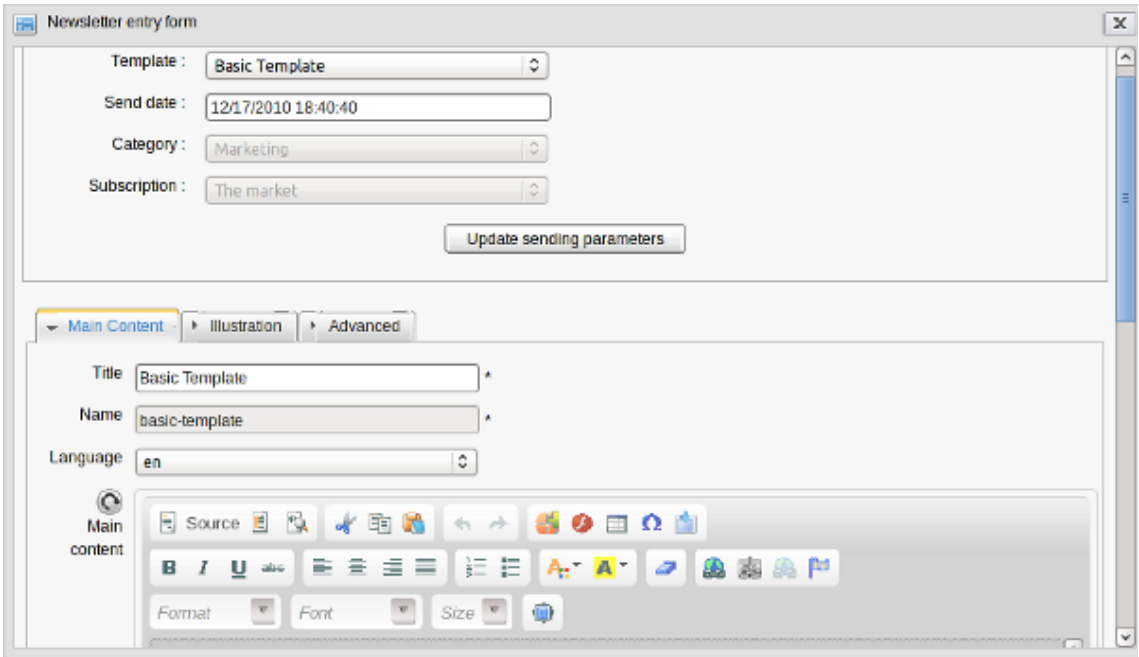 Newsletter entry form
Template : Basic Template
Send date : 12/17/2010 18:40:40
Category : Marketing
Subscription : The market
Update sending parameters
Main Content Illustration Advanced
Title Basic Template *
Name basic-template *
Language en
Main content
Source
B I U abc
A A
Format Font Size